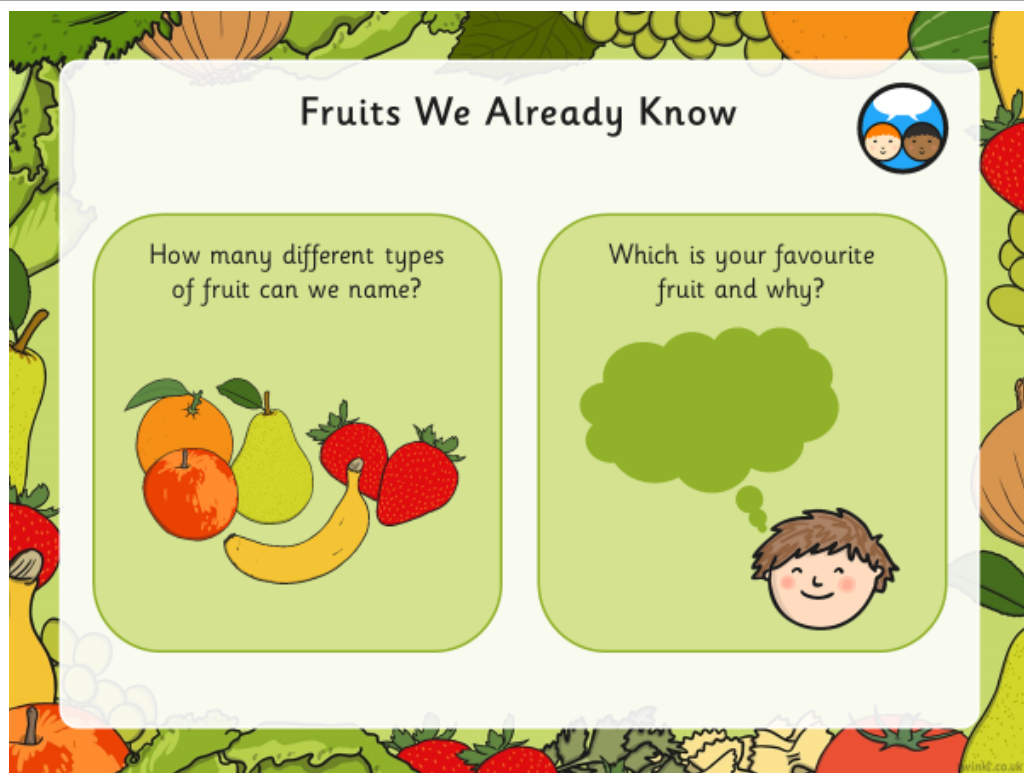 Fruits We Already Know
How many different types
of fruit can we name?
Which is your favourite
fruit and why?